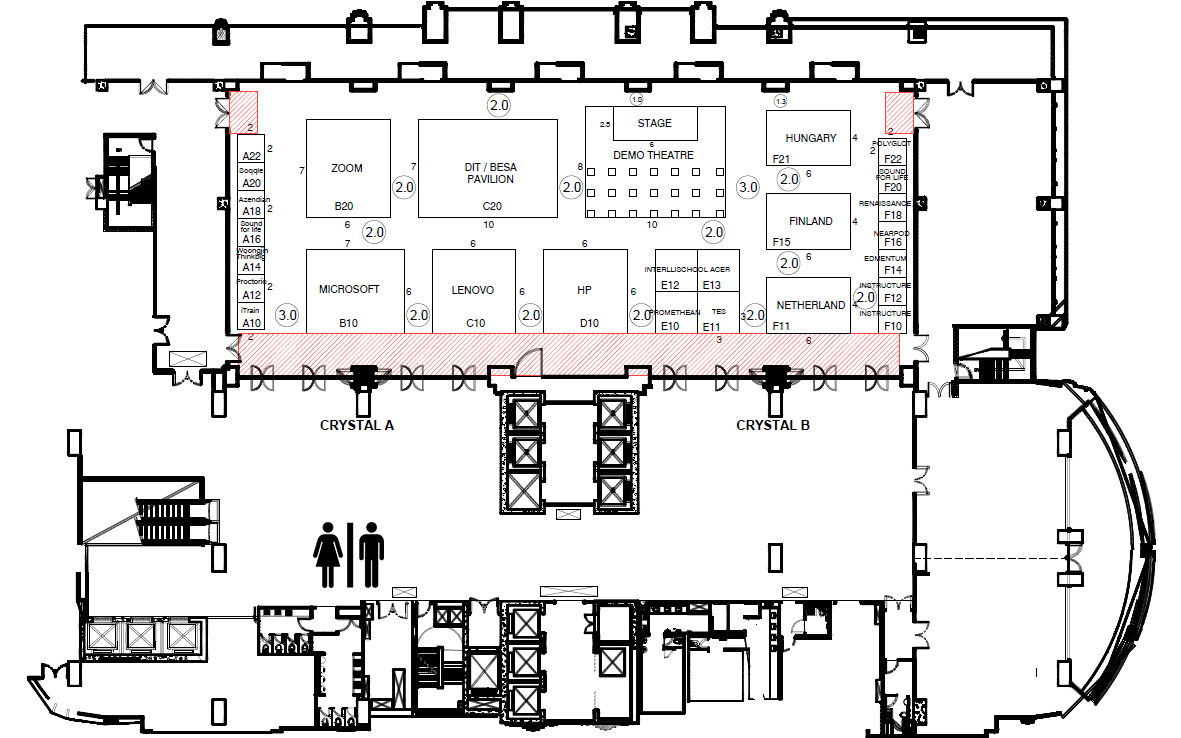 2.0
1.0
1.3
2.5
STAGE
6
DEMO THEATRE
8
10
HUNGARY
F21
4
6
2
2
A22
Soqqle
A20
Azendian
A18
2
Sound
for life
A16
Woongjin
Thinkbig
A14
Proctorio
A12
2
iTrain
A10
2
7
ZOOM
B20
6
7
DIT / BESA
PAVILION
C20
10
2.0
2.0
2.0
3.0
2.0
2.0
FINLAND
F15
4
6
2.0
2
2
POLYGLOT
F22
SOUND
FOR LIFE
F20
RENAISSANCE
F18
NEARPOD
F16
EDMENTUM
F14
INSTRUCTURE
F12
INSTRUCTURE
F10
3.0
7
MICROSOFT
B10
6
2.0
6
LENOVO
C10
6
2.0
6
HP
D10
6
2.0
2.0
INTERLLISCHOOL
E12
ACER
E13
PROMETHEAN
E10
TES
E11
3
3
2.0
NETHERLAND
F11
4
6
2.0
CRYSTAL A
CRYSTAL B